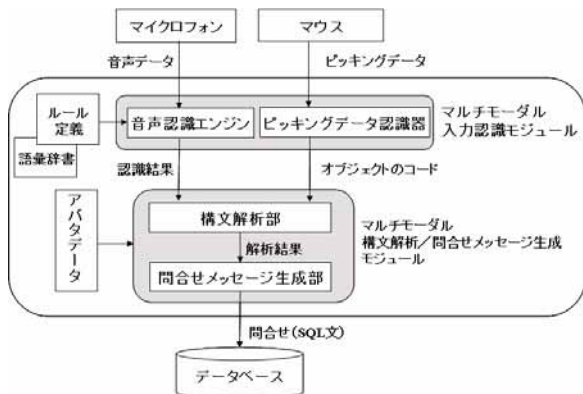 マイクロフォン
マウス
音声データ
ピッキングデータ
ルール
定義
語彙辞書
音声認識エンジン
ピッキングデータ認識器
マルチモーダル
入力認識モジュール
認識結果
オブジェクトのコード
アバタデータ
構文解析部
解析結果
問合せメッセージ生成部
マルチモーダル
構文解析/問合せメッセージ生成
モジュール
問合せ(SQL文)
データベース